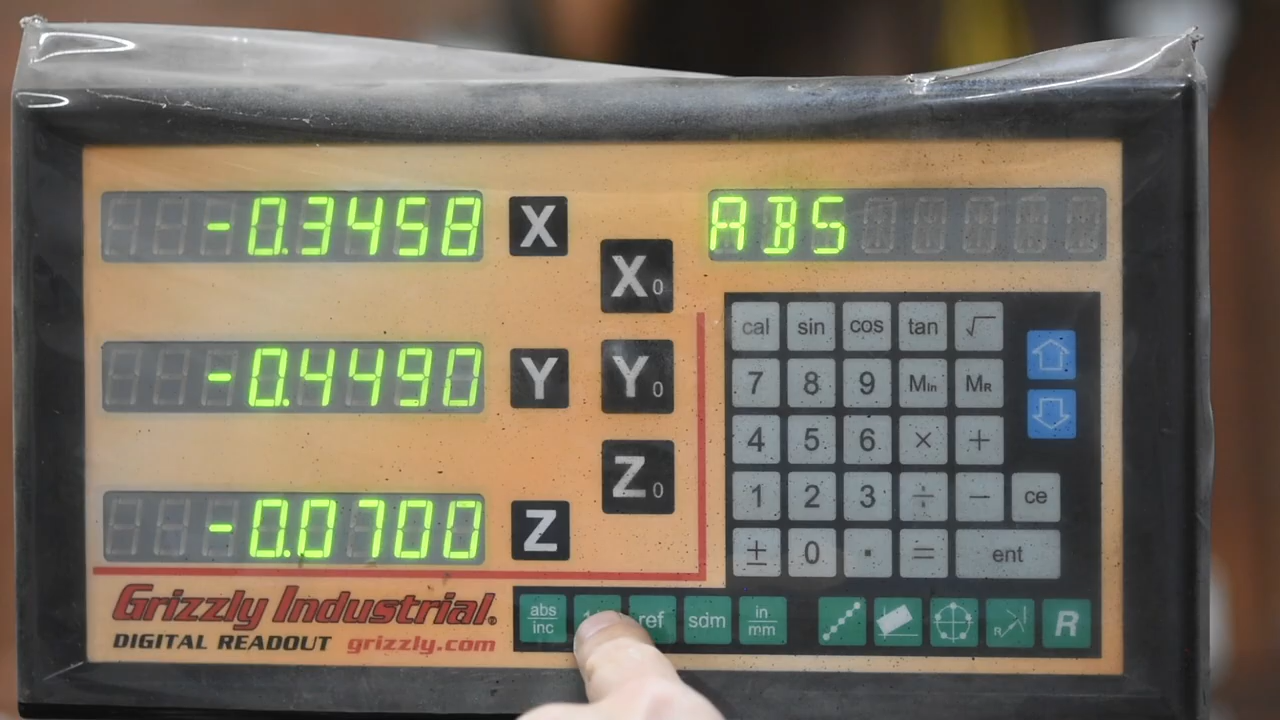 -0.3458 X ABS
X0
cal sin cos tan √
-0.4490 Y Y0 7 8 9 Min MR
4 5 6 × +
Z0
1 2 3 ÷ − ce
-0.0700 Z
± 0 . = ent
Grizzly Industrial®
abs/inc ref sdm in/mm R R
DIGITAL READOUT grizzly.com